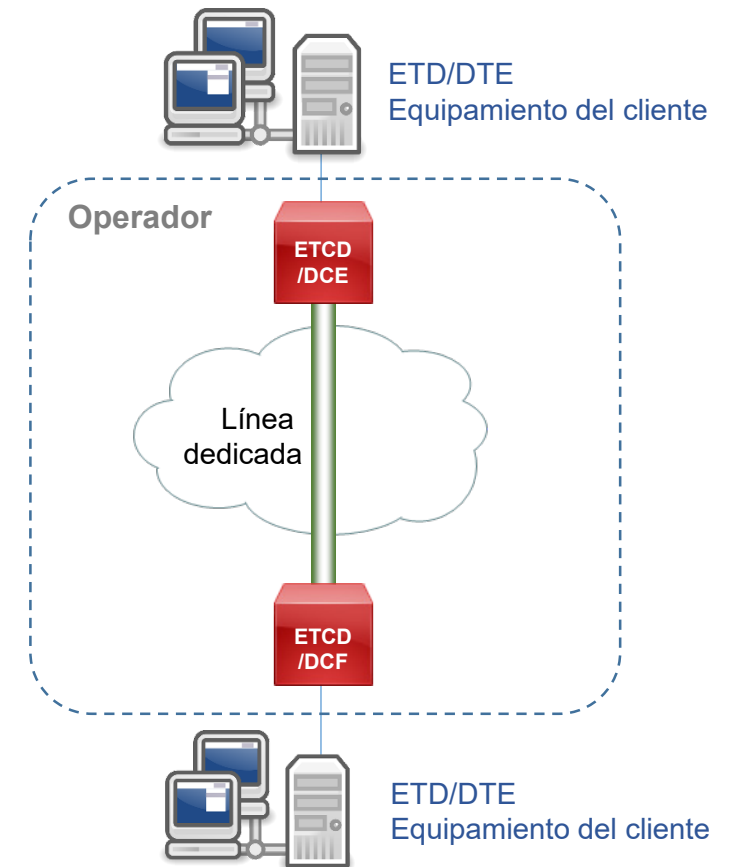 ETD/DTE
Equipamiento del cliente
Operador
ETCD
/DCE
Línea
dedicada
ETCD
/DCF
ETD/DTE
Equipamiento del cliente